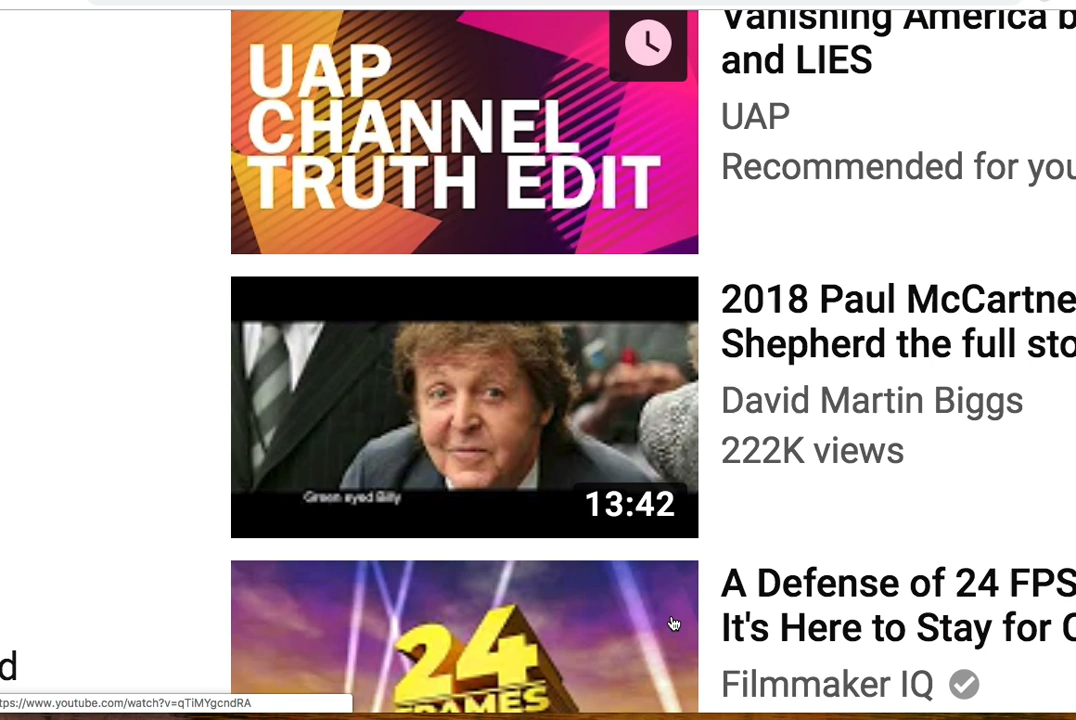 Vanishing America b
and LIES
UAP
Recommended for you
UAP
CHANNEL
TRUTH EDIT
2018 Paul McCartne
Shepherd the full sto
David Martin Biggs
222K views
Green eyed Billy
13:42
A Defense of 24 FPS
It's Here to Stay for C
Filmmaker IQ
24
FRAMES
d
tps://www.youtube.com/watch?v=qTiMYgcndRA